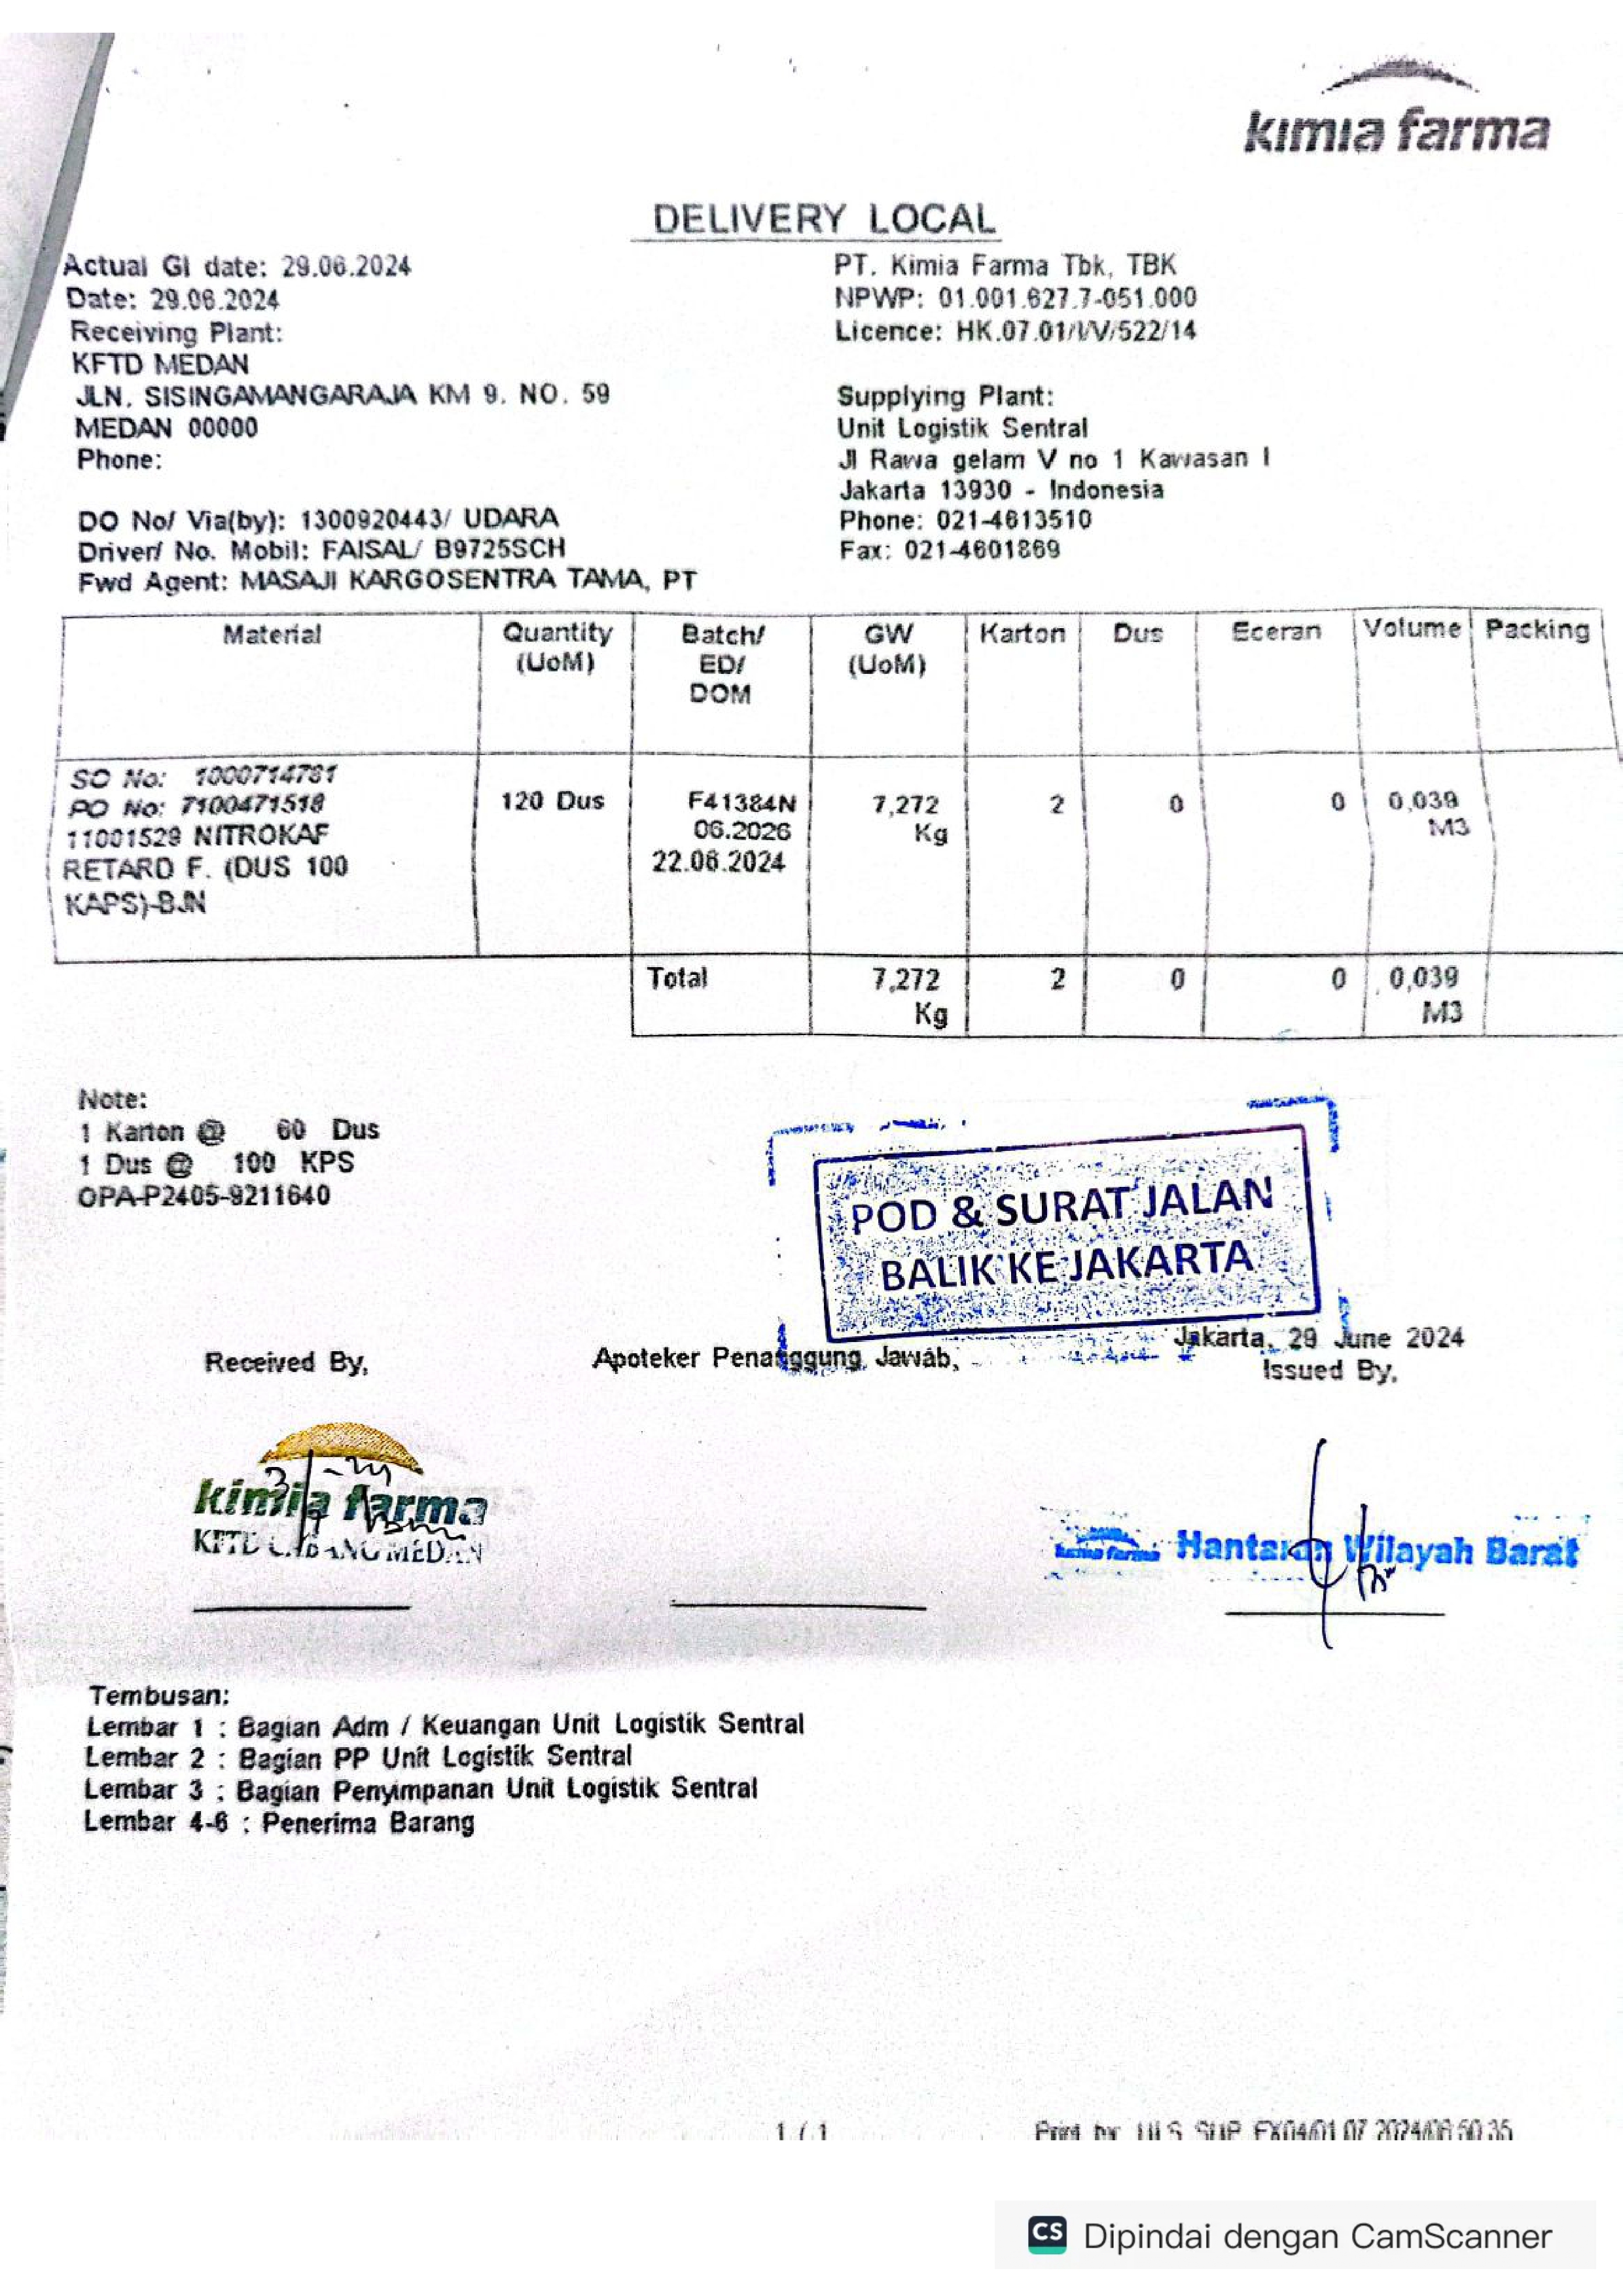 kimia farma
DELIVERY LOCAL
Actual GI date: 29.06.2024
Date: 29.06.2024
Receiving Plant:
KFTD MEDAN
JLN. SISINGAMANGARAJA KM 9. NO. 59
MEDAN 00000
Phone:
DO No/ Via(by): 1300920443/ UDARA
Driver/ No. Mobil: FAISAL/ B9725SCH
Fwd Agent: MASAJI KARGOSENTRA TAMA, PT
PT. Kimia Farma Tbk, TBK
NPWP: 01.001.627.7-051.000
Licence: HK.07.01/I/V/522/14
Supplying Plant:
Unit Logistik Sentral
Jl Rawa gelam V no 1 Kawasan I
Jakarta 13930 - Indonesia
Phone: 021-4613510
Fax: 021-4601869
Material Quantity (UoM) Batch/ ED/ DOM GW (UoM) Karton Dus Eceran Volume Packing
SO No: 1000714781
PO No: 7100471518
11001529 NITROKAF
RETARD F. (DUS 100
KAPS)-BJN
120 Dus
F41384N
06.2026
22.06.2024
7,272 Kg
2 0 0 0,039 M3
Total 7,272 Kg 2 0 0 0,039 M3
Note:
1 Karton @ 60 Dus
1 Dus @ 100 KPS
OPA-P2405-9211640
POD & SURAT JALAN
BALIK KE JAKARTA
Jakarta, 29 June 2024
Received By,
Apoteker Penanggung Jawab,
Issued By,
kimia farma
KFTD CABANG MEDAN
kimia farma Hantaran Wilayah Barat
Tembusan:
Lembar 1 : Bagian Adm / Keuangan Unit Logistik Sentral
Lembar 2 : Bagian PP Unit Logistik Sentral
Lembar 3 : Bagian Penyimpanan Unit Logistik Sentral
Lembar 4-6 : Penerima Barang
1 / 1
Print by: ULS_SUP_EX04/01.07.2024/06:50:35
CS Dipindai dengan CamScanner